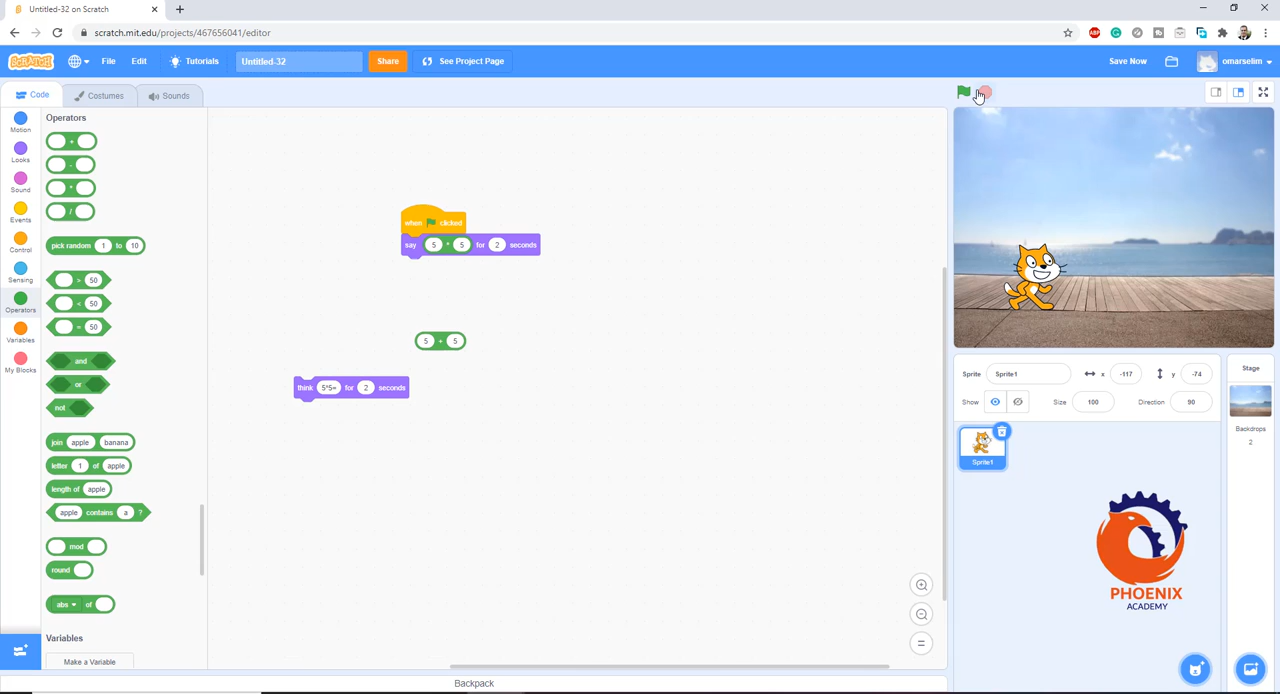 Untitled-32 on Scratch
scratch.mit.edu/projects/467656041/editor
ABP
SCRATCH
File
Edit
Tutorials
Untitled-32
Share
See Project Page
Save Now
omarselim
Code
Costumes
Sounds
Motion
Looks
Sound
Events
Control
Sensing
Operators
Variables
My Blocks
Operators
+
-
*
/
pick random 1 to 10
> 50
< 50
= 50
and
or
not
join apple banana
letter 1 of apple
length of apple
apple contains a ?
mod
round
abs of
Variables
Make a Variable
when clicked
say 5 * 5 for 2 seconds
5 + 5
think 5*5= for 2 seconds
Sprite Sprite1 x -117 y -74
Show Size 100 Direction 90
Sprite1
Stage
Backdrops
2
PHOENIX
ACADEMY
Backpack